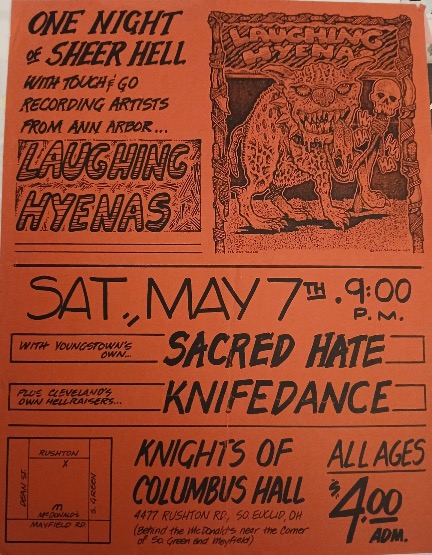 ONE NIGHT
OF SHEER HELL
WITH TOUCH & GO
RECORDING ARTISTS
FROM ANN ARBOR...
LAUGHING
HYENAS
LAUGHING
HYENAS
SAT., MAY 7TH . 9:00
P.M.
WITH YOUNGSTOWN'S
OWN...
SACRED HATE
PLUS CLEVELAND'S
OWN HELLRAISERS...
KNIFEDANCE
RUSHTON
X
DEAN ST.
S. GREEN
M
McDONALD'S
MAYFIELD RD.
KNIGHTS OF
COLUMBUS HALL
4477 RUSHTON RD, SO. EUCLID, OH
(Behind the McDonald's near the corner
of So. Green and Mayfield)
ALL AGES
$4.00
ADM.